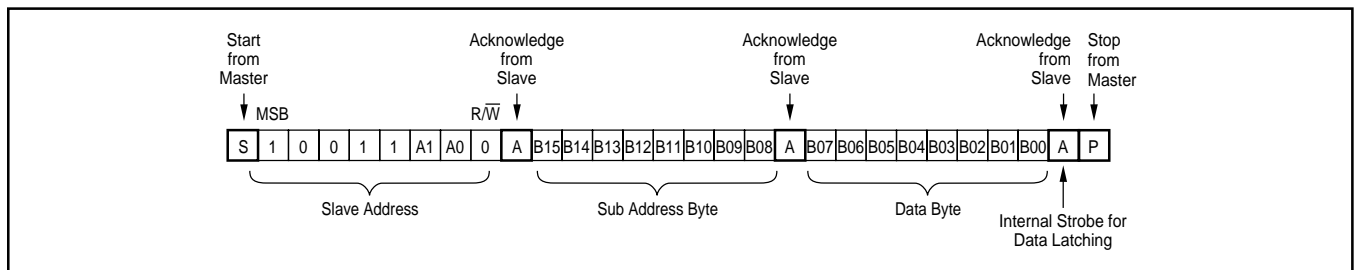 Start from Master
Acknowledge from Slave
Acknowledge from Slave
Acknowledge from Slave
Stop from Master
MSB
R/W̅
S 1 0 0 1 1 A1 A0 0 A B15 B14 B13 B12 B11 B10 B09 B08 A B07 B06 B05 B04 B03 B02 B01 B00 A P
Slave Address
Sub Address Byte
Data Byte
Internal Strobe for
Data Latching